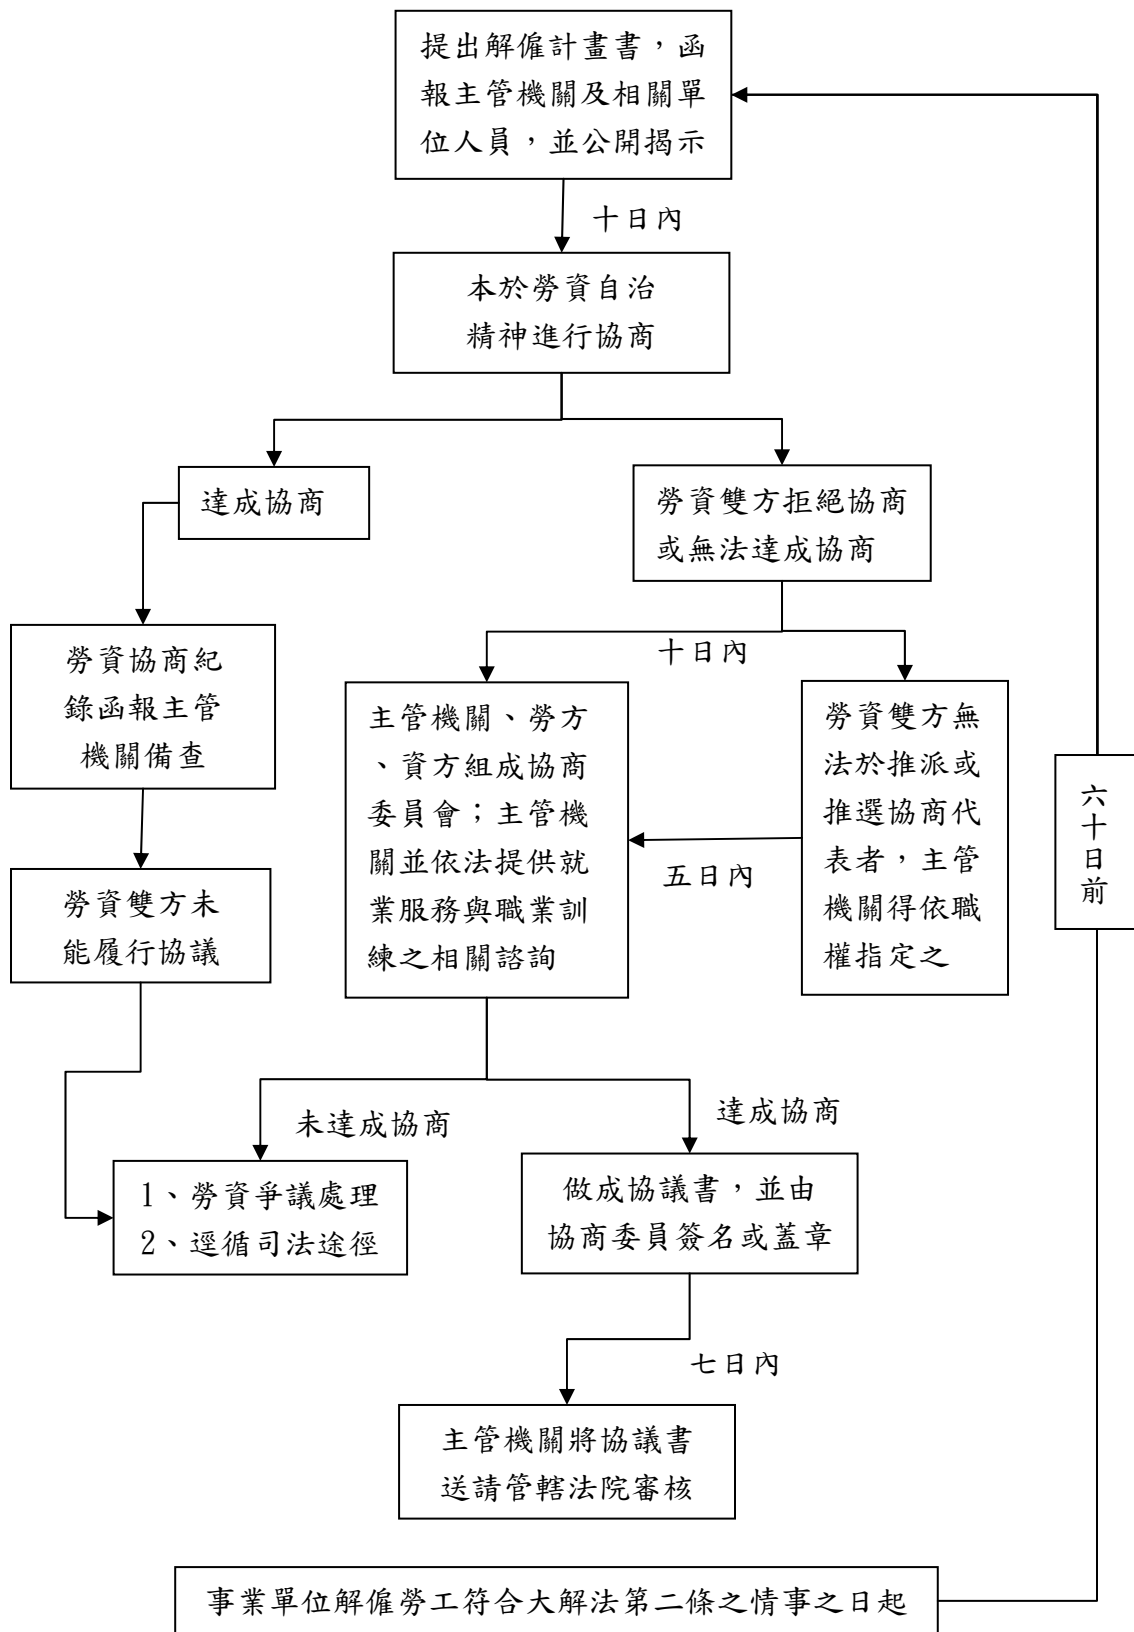 提出解僱計畫書，函
報主管機關及相關單
位人員，並公開揭示
十日內
本於勞資自治
精神進行協商
達成協商
勞資雙方拒絕協商
或無法達成協商
勞資協商紀
錄函報主管
機關備查
十日內
主管機關、勞方
、資方組成協商
委員會；主管機
關並依法提供就
業服務與職業訓
練之相關諮詢
勞資雙方無
法於推派或
推選協商代
表者，主管
機關得依職
權指定之
五日內
六十日前
勞資雙方未
能履行協議
未達成協商
達成協商
1、勞資爭議處理
2、逕循司法途徑
做成協議書，並由
協商委員簽名或蓋章
七日內
主管機關將協議書
送請管轄法院審核
事業單位解僱勞工符合大解法第二條之情事之日起